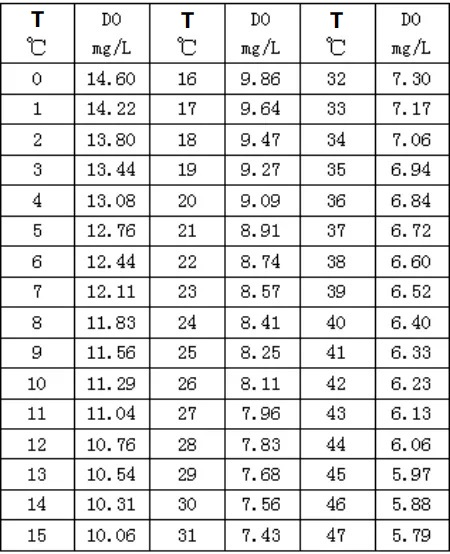 T DO T DO T DO
℃ mg/L ℃ mg/L ℃ mg/L
0 14.60 16 9.86 32 7.30
1 14.22 17 9.64 33 7.17
2 13.80 18 9.47 34 7.06
3 13.44 19 9.27 35 6.94
4 13.08 20 9.09 36 6.84
5 12.76 21 8.91 37 6.72
6 12.44 22 8.74 38 6.60
7 12.11 23 8.57 39 6.52
8 11.83 24 8.41 40 6.40
9 11.56 25 8.25 41 6.33
10 11.29 26 8.11 42 6.23
11 11.04 27 7.96 43 6.13
12 10.76 28 7.83 44 6.06
13 10.54 29 7.68 45 5.97
14 10.31 30 7.56 46 5.88
15 10.06 31 7.43 47 5.79